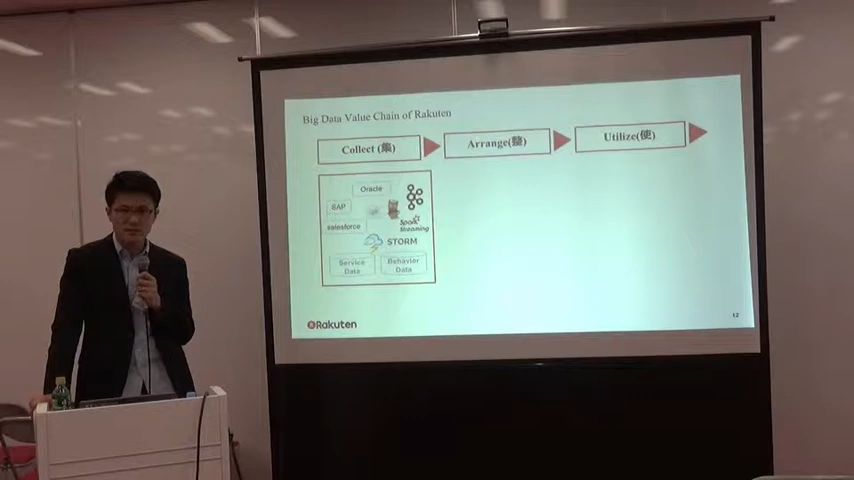 Big Data Value Chain of Rakuten
Collect (集)
Arrange(整)
Utilize(使)
Oracle
SAP
Spark
Streaming
salesforce
STORM
Service
Data
Behavior
Data
Rakuten
12